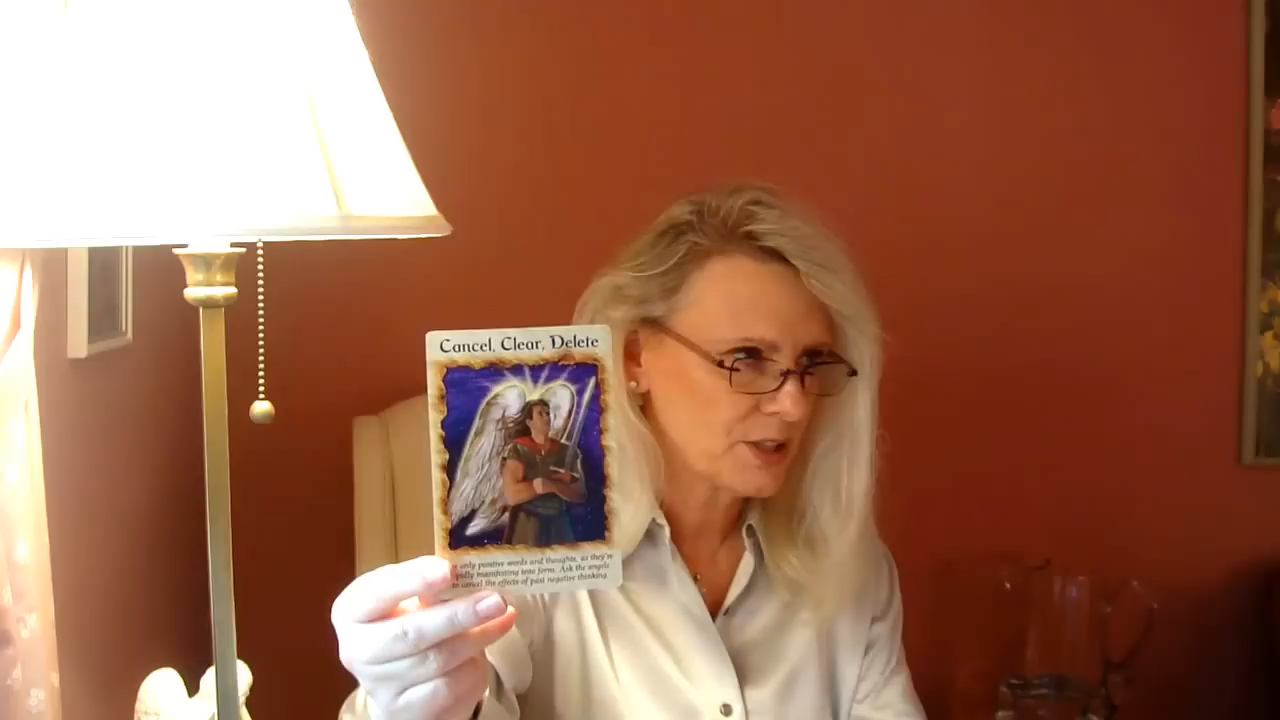 Cancel, Clear, Delete
only positive words and thoughts, as they're
manifesting into form. Ask the angels
to cancel the effects of past negative thinking.